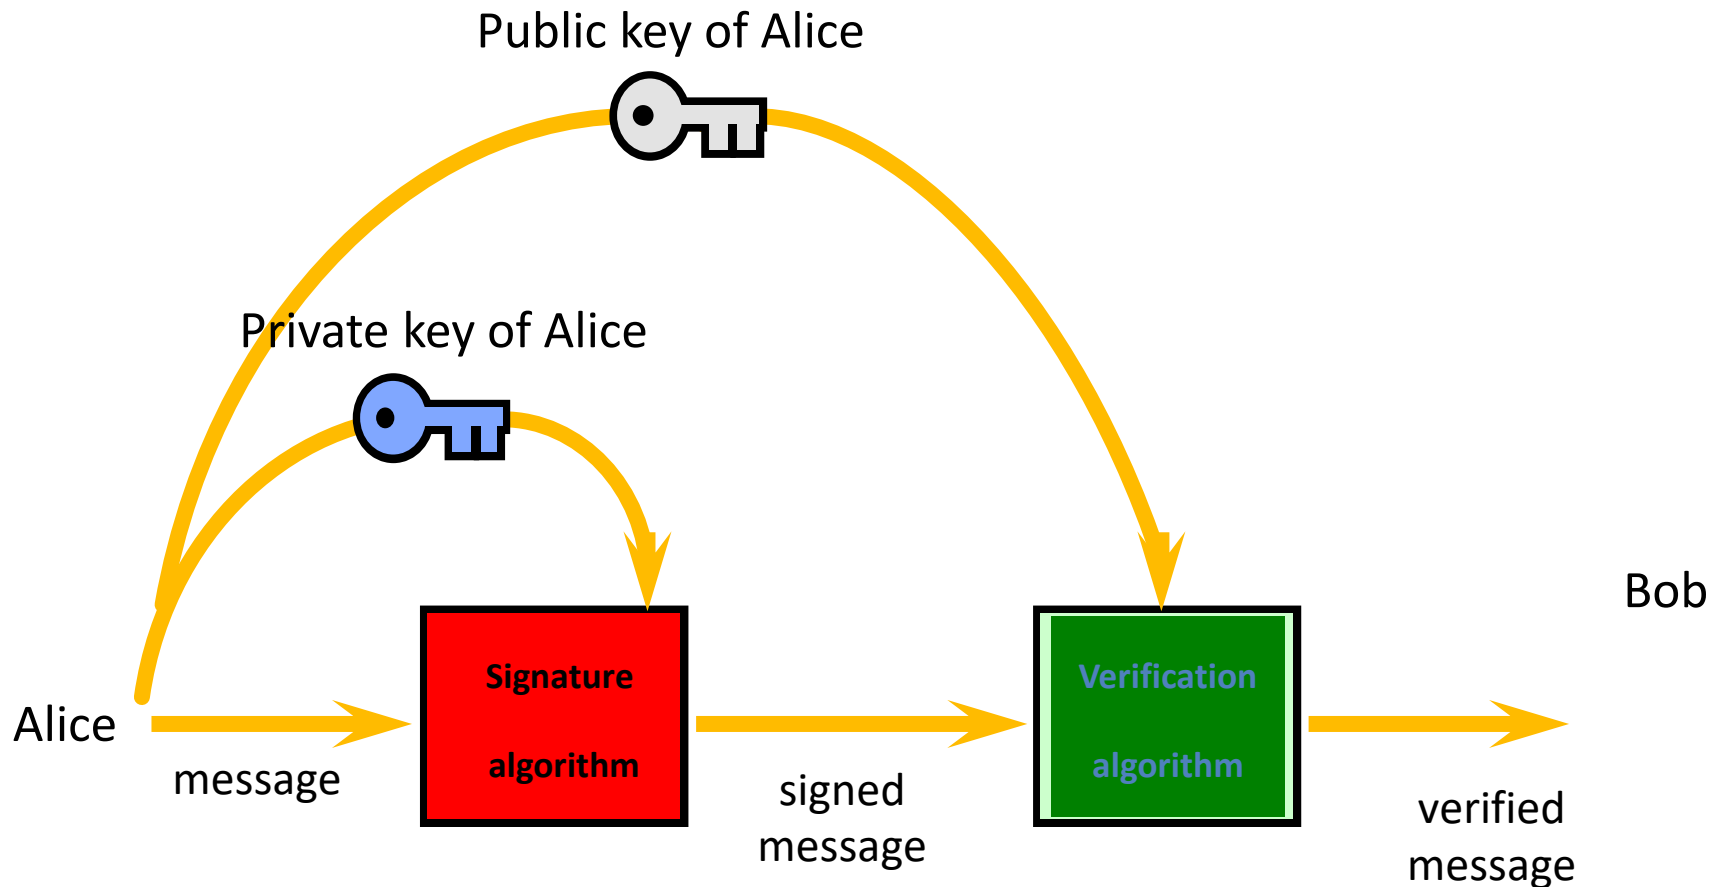 Public key of Alice
Private key of Alice
Bob
Signature
algorithm
Verification
algorithm
Alice
message
signed
message
verified
message